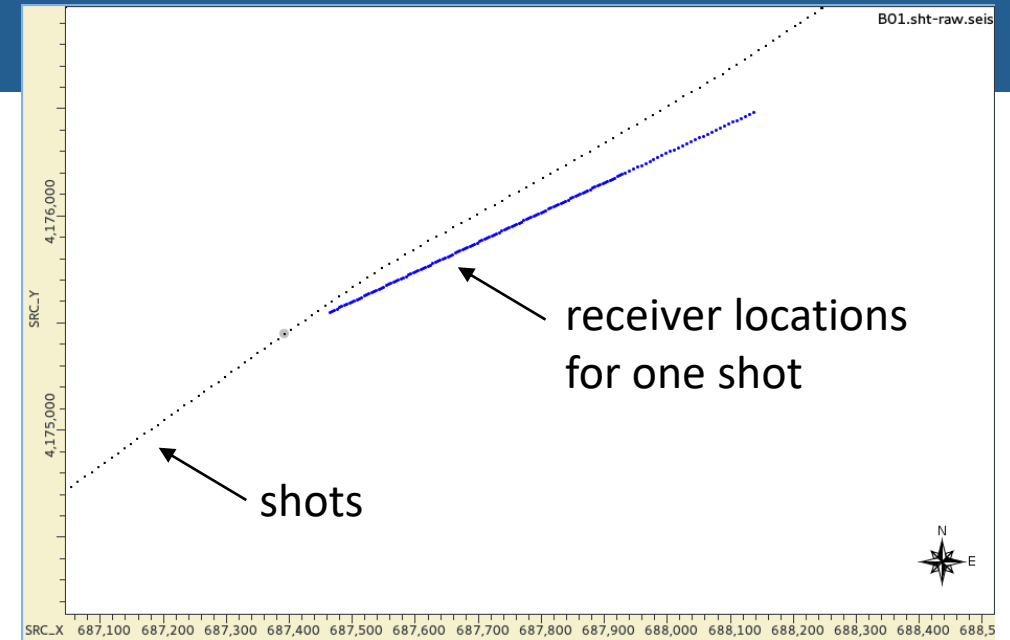 B01.sht-raw.seis
4,176,000
SRC_Y
4,175,000
receiver locations
for one shot
shots
N
E
SRC_X 687,100 687,200 687,300 687,400 687,500 687,600 687,700 687,800 687,900 688,000 688,100 688,200 688,300 688,400 688,5